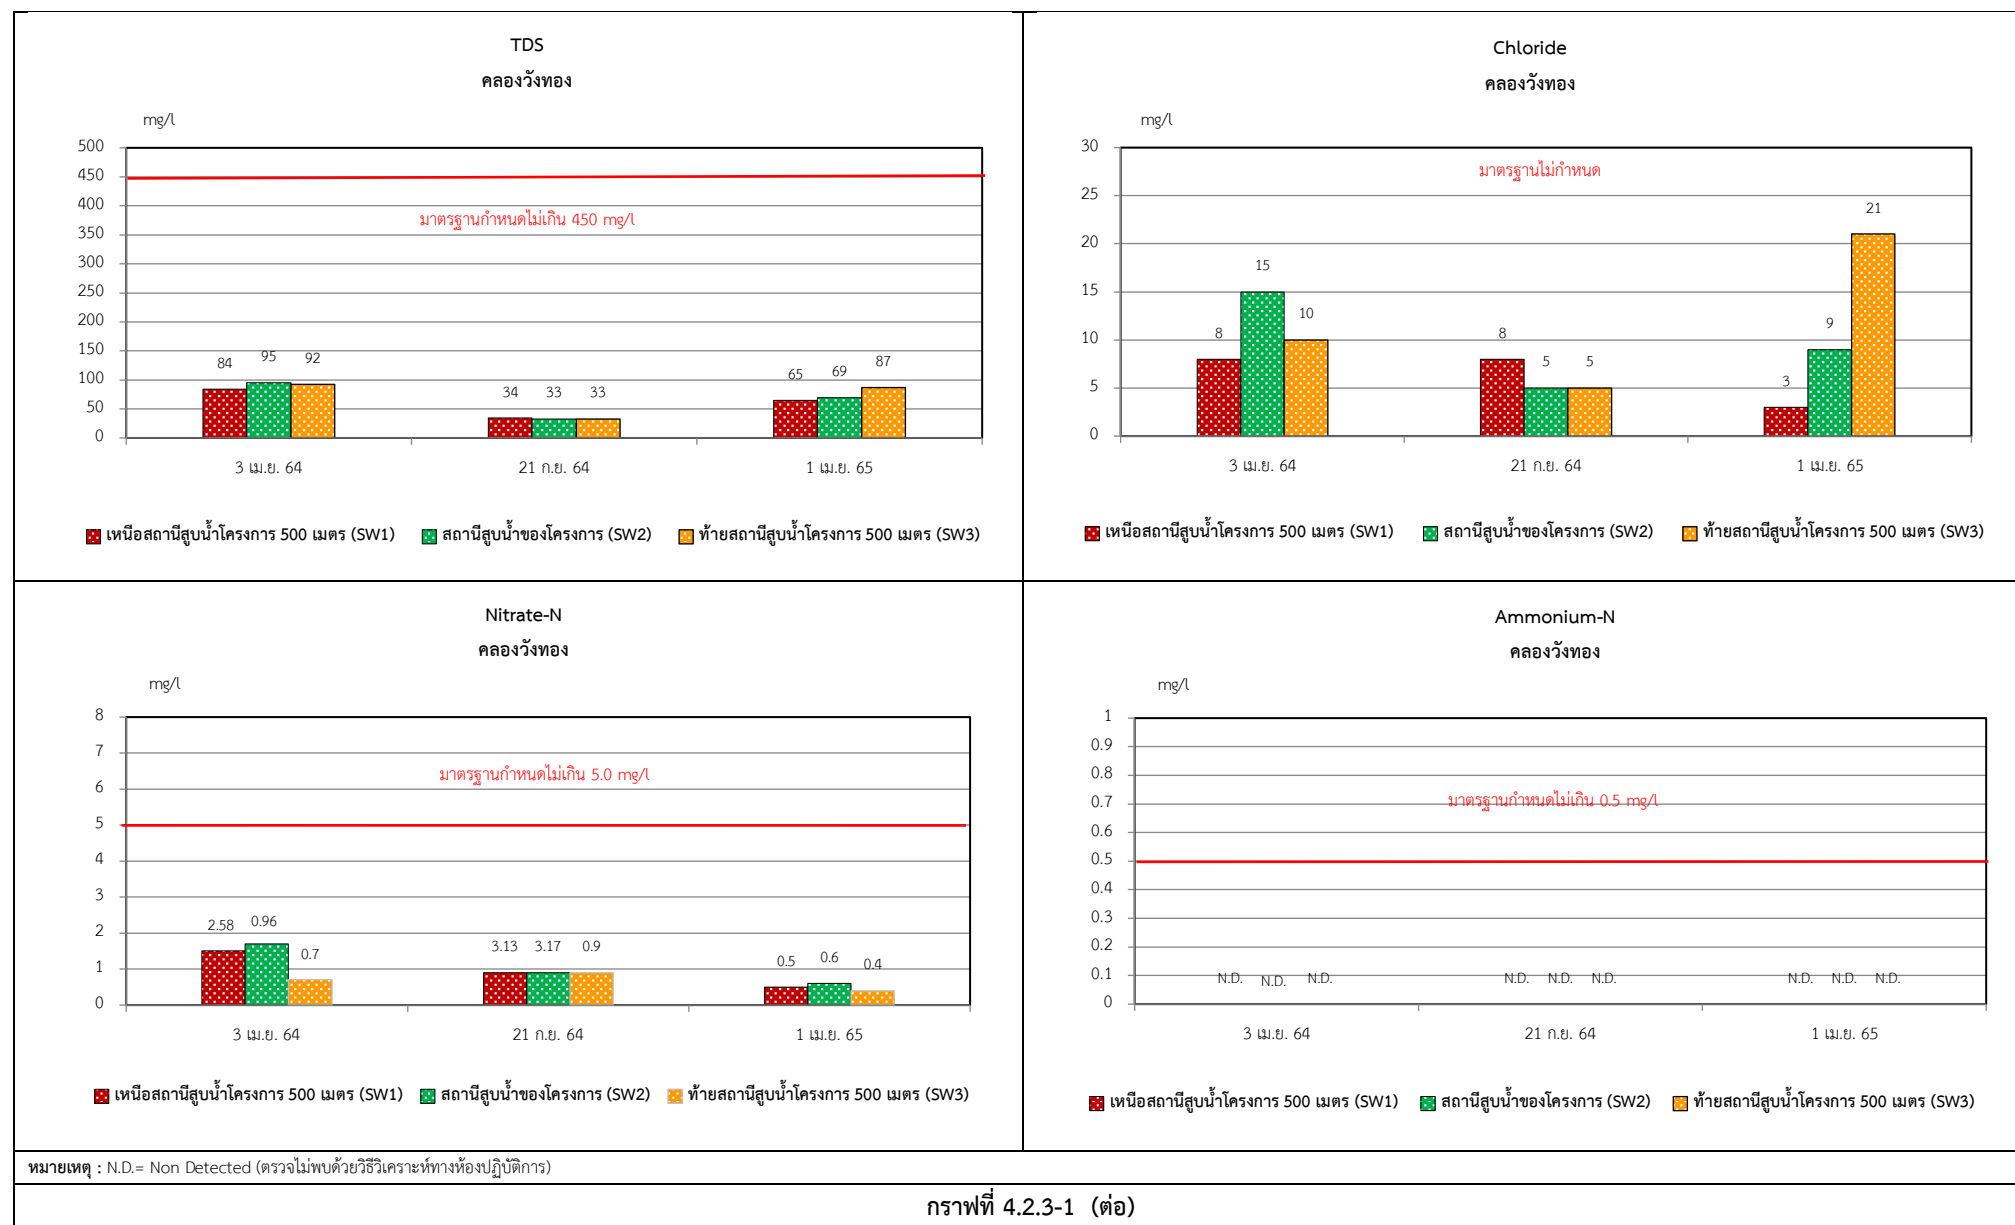 TDS
คลองวังทอง
mg/l
500
450
400
350
300
250
200
150
100
50
0
มาตรฐานกำหนดไม่เกิน 450 mg/l
84 95 92 34 33 33 65 69 87
3 เม.ย. 64 21 ก.ย. 64 1 เม.ย. 65
เหนือสถานีสูบน้ำโครงการ 500 เมตร (SW1) สถานีสูบน้ำของโครงการ (SW2) ท้ายสถานีสูบน้ำโครงการ 500 เมตร (SW3)
Chloride
คลองวังทอง
mg/l
30
25
20
15
10
5
0
มาตรฐานไม่กำหนด
8 15 10 8 5 5 3 9 21
3 เม.ย. 64 21 ก.ย. 64 1 เม.ย. 65
เหนือสถานีสูบน้ำโครงการ 500 เมตร (SW1) สถานีสูบน้ำของโครงการ (SW2) ท้ายสถานีสูบน้ำโครงการ 500 เมตร (SW3)
Nitrate-N
คลองวังทอง
mg/l
8
7
6
5
4
3
2
1
0
มาตรฐานกำหนดไม่เกิน 5.0 mg/l
2.58 0.96 0.7 3.13 3.17 0.9 0.5 0.6 0.4
3 เม.ย. 64 21 ก.ย. 64 1 เม.ย. 65
เหนือสถานีสูบน้ำโครงการ 500 เมตร (SW1) สถานีสูบน้ำของโครงการ (SW2) ท้ายสถานีสูบน้ำโครงการ 500 เมตร (SW3)
Ammonium-N
คลองวังทอง
mg/l
1
0.9
0.8
0.7
0.6
0.5
0.4
0.3
0.2
0.1
0
มาตรฐานกำหนดไม่เกิน 0.5 mg/l
N.D. N.D. N.D. N.D. N.D. N.D. N.D. N.D. N.D.
3 เม.ย. 64 21 ก.ย. 64 1 เม.ย. 65
เหนือสถานีสูบน้ำโครงการ 500 เมตร (SW1) สถานีสูบน้ำของโครงการ (SW2) ท้ายสถานีสูบน้ำโครงการ 500 เมตร (SW3)
หมายเหตุ : N.D.= Non Detected (ตรวจไม่พบด้วยวิธีวิเคราะห์ทางห้องปฏิบัติการ)
กราฟที่ 4.2.3-1 (ต่อ)